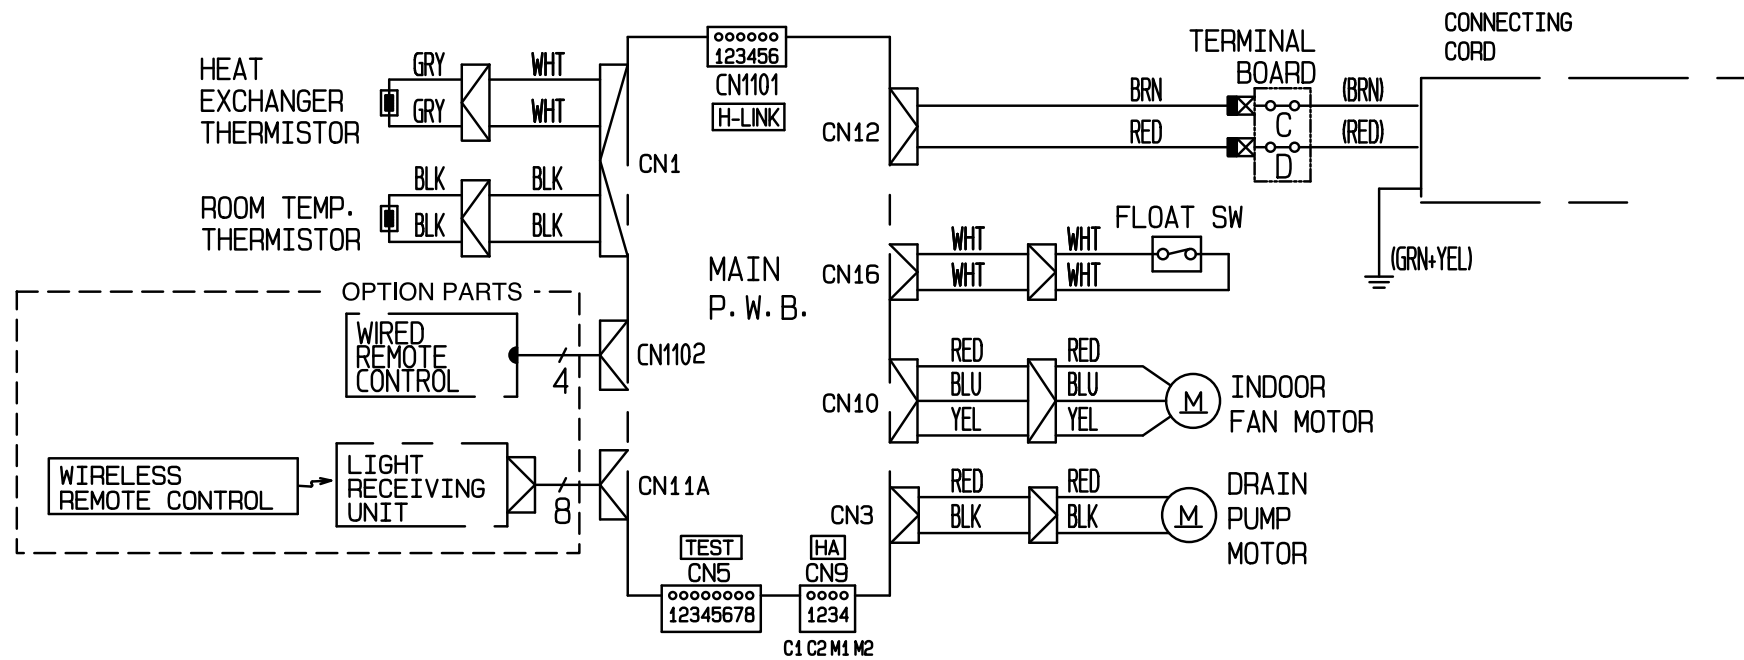 CONNECTING
CORD
TERMINAL
BOARD
HEAT
EXCHANGER
THERMISTOR
GRY
WHT
GRY
WHT
123456
CN1101
H-LINK
CN1
CN12
BRN
(BRN)
C
RED
(RED)
D
ROOM TEMP.
THERMISTOR
BLK
BLK
BLK
BLK
MAIN
P.W.B.
CN16
WHT
WHT
WHT
WHT
FLOAT SW
(GRN+YEL)
OPTION PARTS
WIRED
REMOTE
CONTROL
4
CN1102
CN10
RED
RED
BLU
BLU
YEL
YEL
M
INDOOR
FAN MOTOR
WIRELESS
REMOTE CONTROL
LIGHT
RECEIVING
UNIT
8
CN11A
CN3
RED
RED
BLK
BLK
M
DRAIN
PUMP
MOTOR
TEST
CN5
12345678
HA
CN9
1234
C1 C2 M1 M2